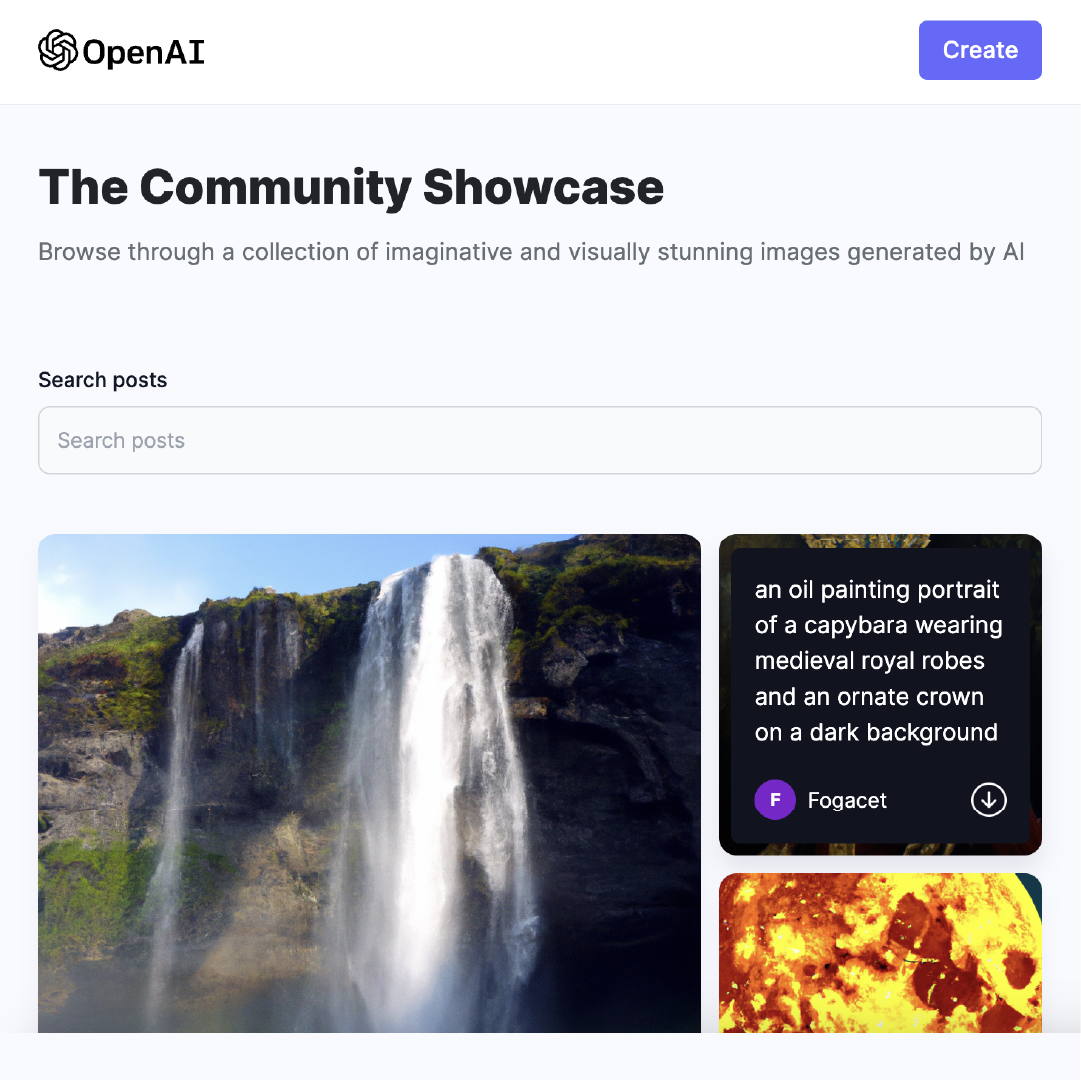 OpenAI
Create
The Community Showcase
Browse through a collection of imaginative and visually stunning images generated by AI
Search posts
Search posts
an oil painting portrait
of a capybara wearing
medieval royal robes
and an ornate crown
on a dark background
F Fogacet